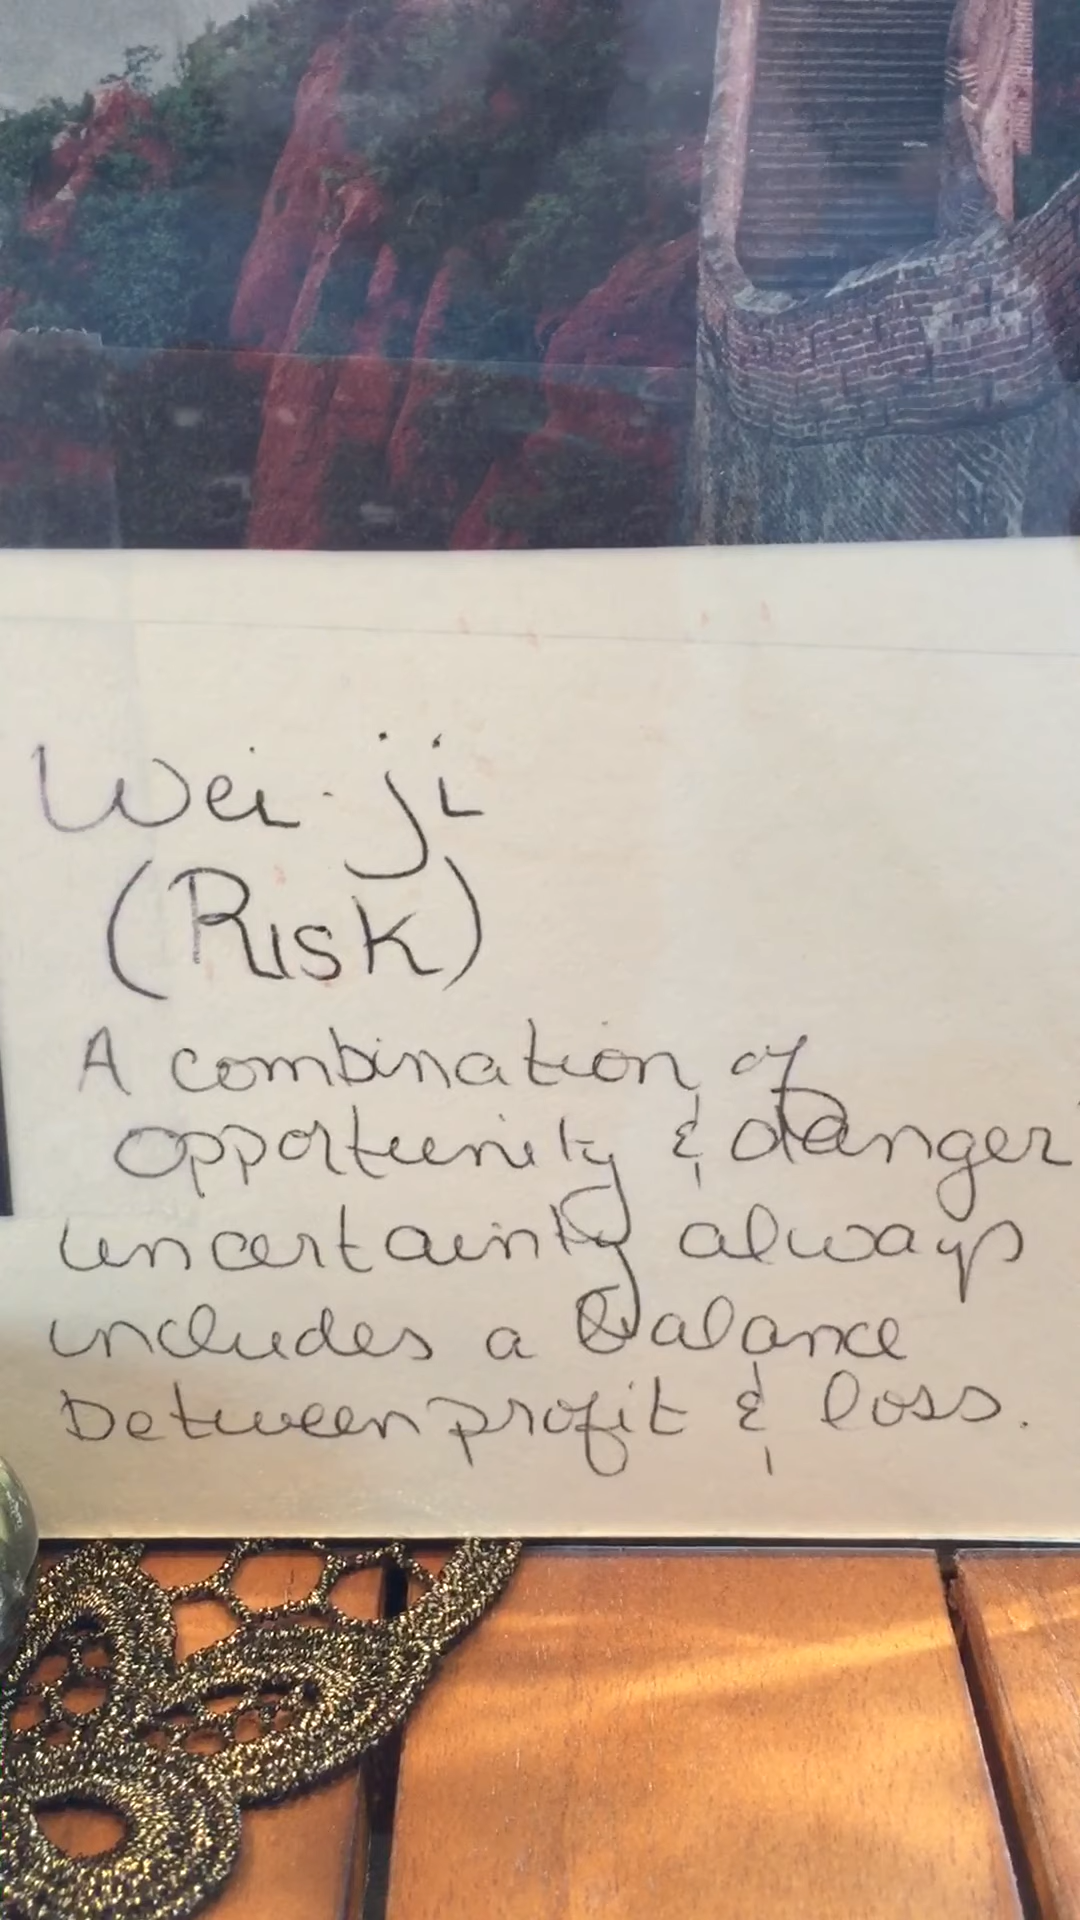 Wei-ji
(Risk)
A combination of
opportunity & danger
uncertainty always
includes a balance
between profit & loss.